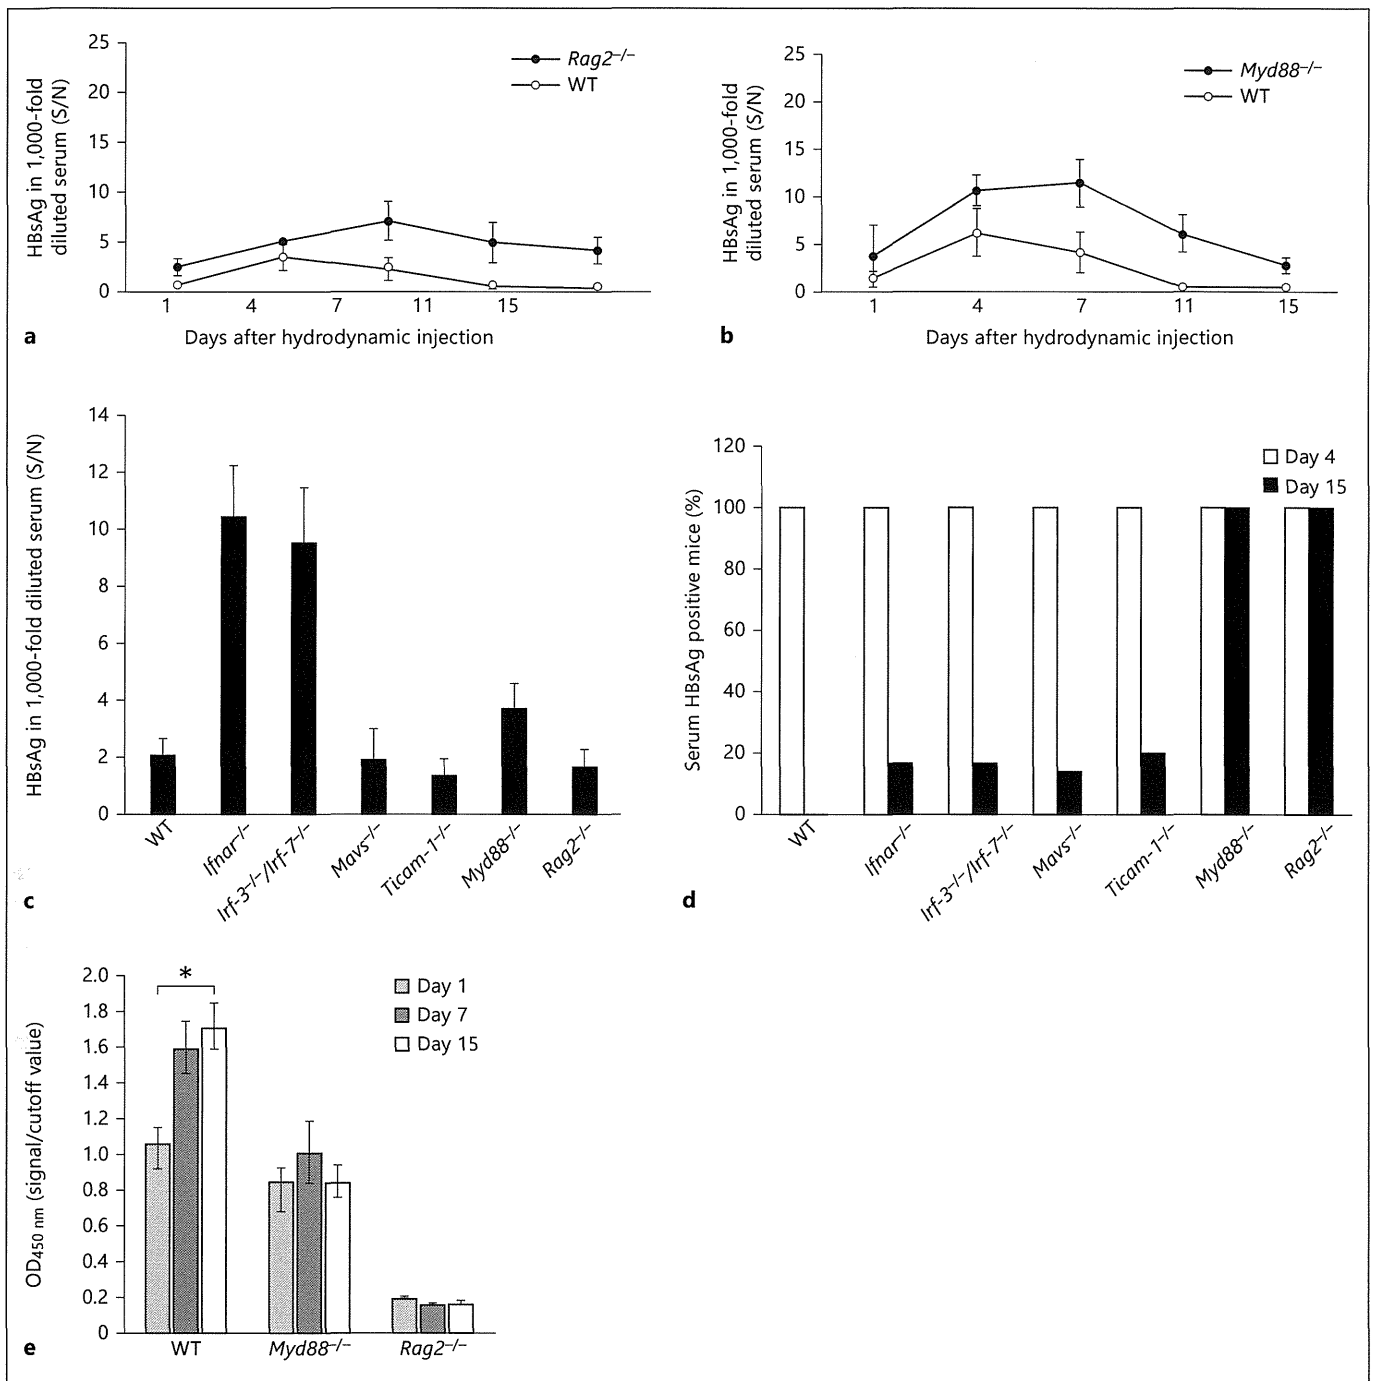 25
20
15
10
5
0
HBsAg in 1,000-fold
diluted serum (S/N)
Rag2–/–
WT
1 4 7 11 15
Days after hydrodynamic injection
a
25
20
15
10
5
0
HBsAg in 1,000-fold
diluted serum (S/N)
Myd88–/–
WT
1 4 7 11 15
Days after hydrodynamic injection
b
14
12
10
8
6
4
2
0
HBsAg in 1,000-fold diluted serum (S/N)
WT
Ifnar–/–
Irf-3–/–/Irf-7–/–
Mavs–/–
Ticam-1–/–
Myd88–/–
Rag2–/–
c
120
100
80
60
40
20
0
Serum HBsAg positive mice (%)
Day 4
Day 15
WT
Ifnar–/–
Irf-3–/–/Irf-7–/–
Mavs–/–
Ticam-1–/–
Myd88–/–
Rag2–/–
d
2.0
1.8
1.6
1.4
1.2
1.0
0.8
0.6
0.4
0.2
0
OD450 nm (signal/cutoff value)
*
Day 1
Day 7
Day 15
WT Myd88–/– Rag2–/–
e